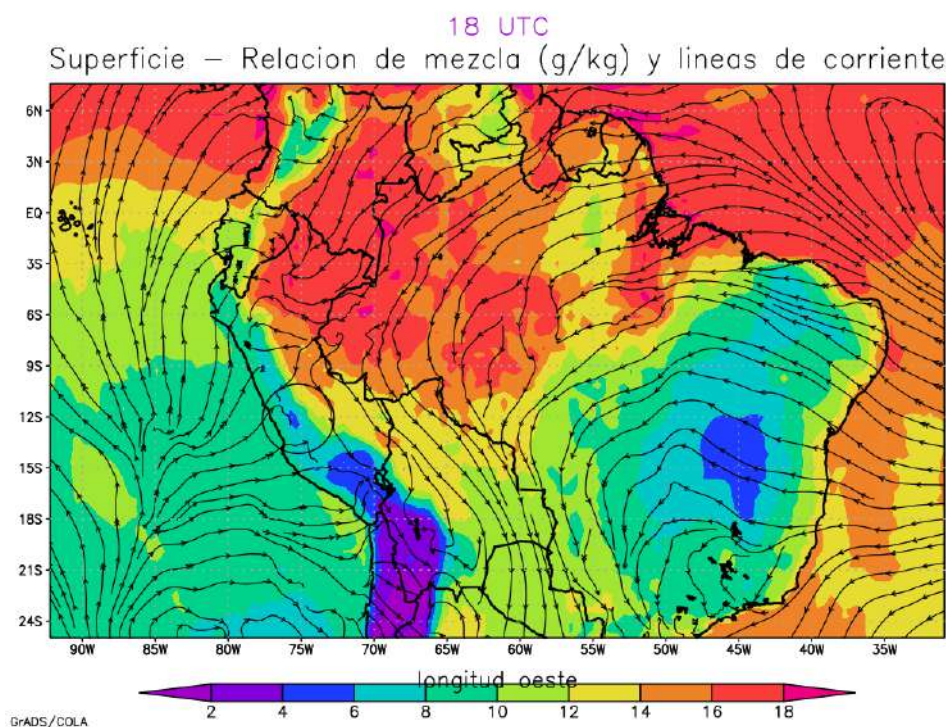 18 UTC
Superficie – Relacion de mezcla (g/kg) y lineas de corriente
6N
3N
EQ
3S
6S
9S
12S
15S
18S
21S
24S
90W 85W 80W 75W 70W 65W 60W 55W 50W 45W 40W 35W
longitud oeste
2 4 6 8 10 12 14 16 18
GrADS/COLA